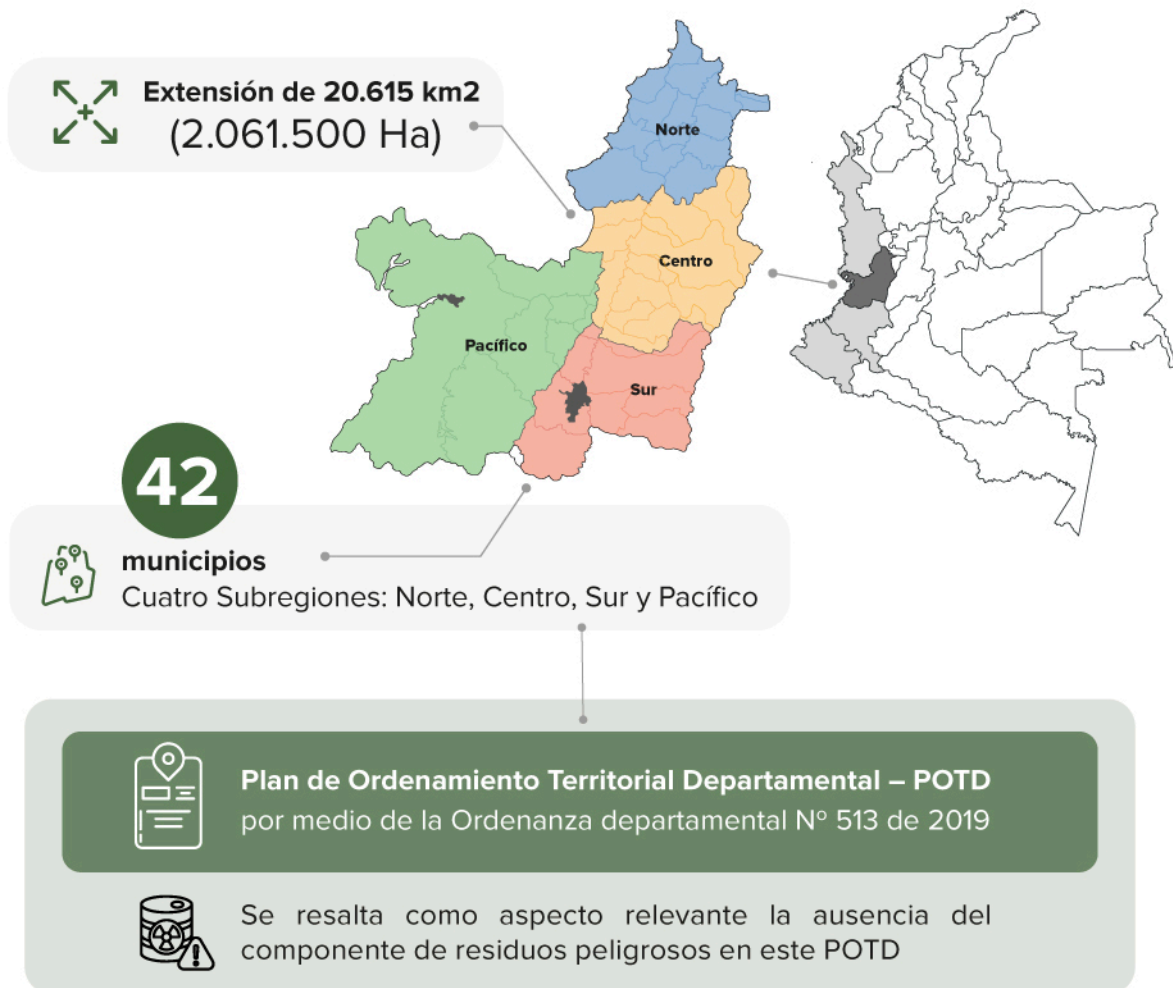 Extensión de 20.615 km2
(2.061.500 Ha)
Norte
Centro
Pacífico
Sur
42
municipios
Cuatro Subregiones: Norte, Centro, Sur y Pacífico
Plan de Ordenamiento Territorial Departamental – POTD
por medio de la Ordenanza departamental Nº 513 de 2019
Se resalta como aspecto relevante la ausencia del
componente de residuos peligrosos en este POTD